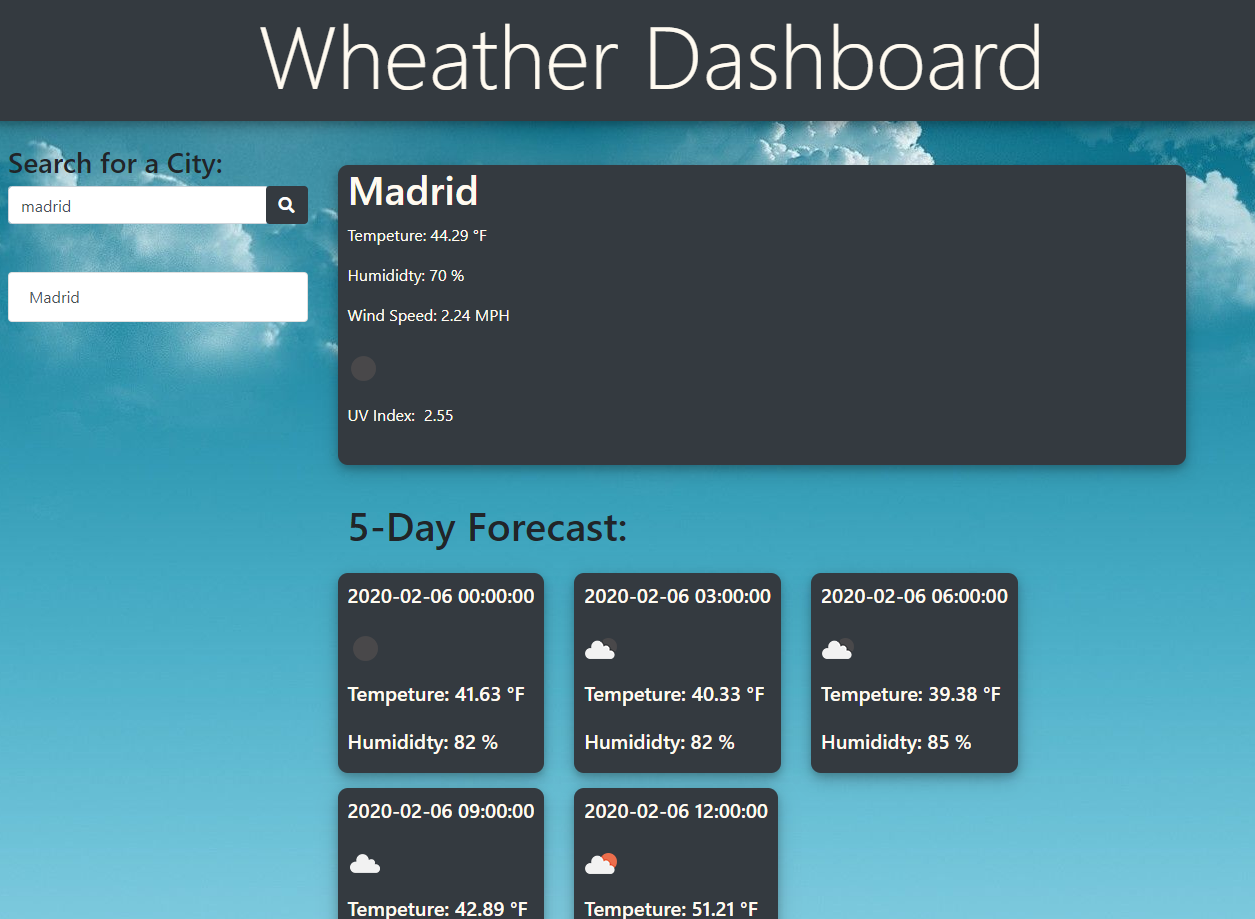 Wheather Dashboard
Search for a City:
madrid
Madrid
Madrid
Tempeture: 44.29 °F
Humididty: 70 %
Wind Speed: 2.24 MPH
UV Index: 2.55
5-Day Forecast:
2020-02-06 00:00:00
Tempeture: 41.63 °F
Humididty: 82 %
2020-02-06 03:00:00
Tempeture: 40.33 °F
Humididty: 82 %
2020-02-06 06:00:00
Tempeture: 39.38 °F
Humididty: 85 %
2020-02-06 09:00:00
Tempeture: 42.89 °F
2020-02-06 12:00:00
Tempeture: 51.21 °F